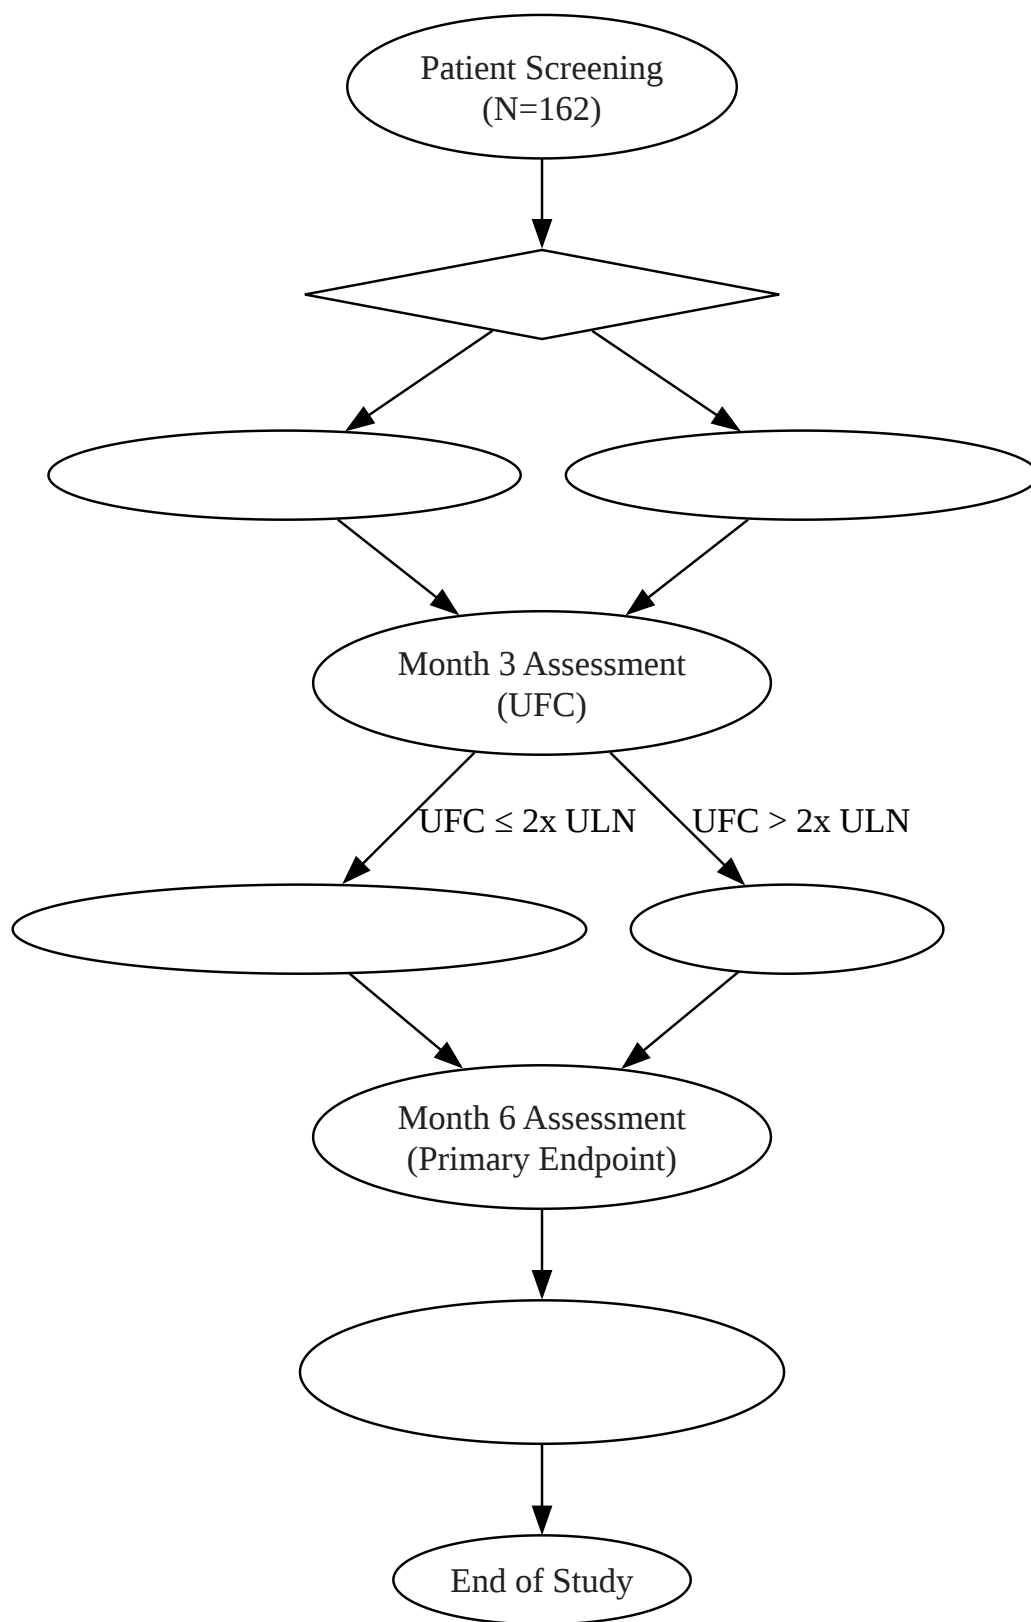 Patient Screening
(N=162)
Month 3 Assessment
(UFC)
UFC ≤ 2x ULN
UFC > 2x ULN
Month 6 Assessment
(Primary Endpoint)
End of Study